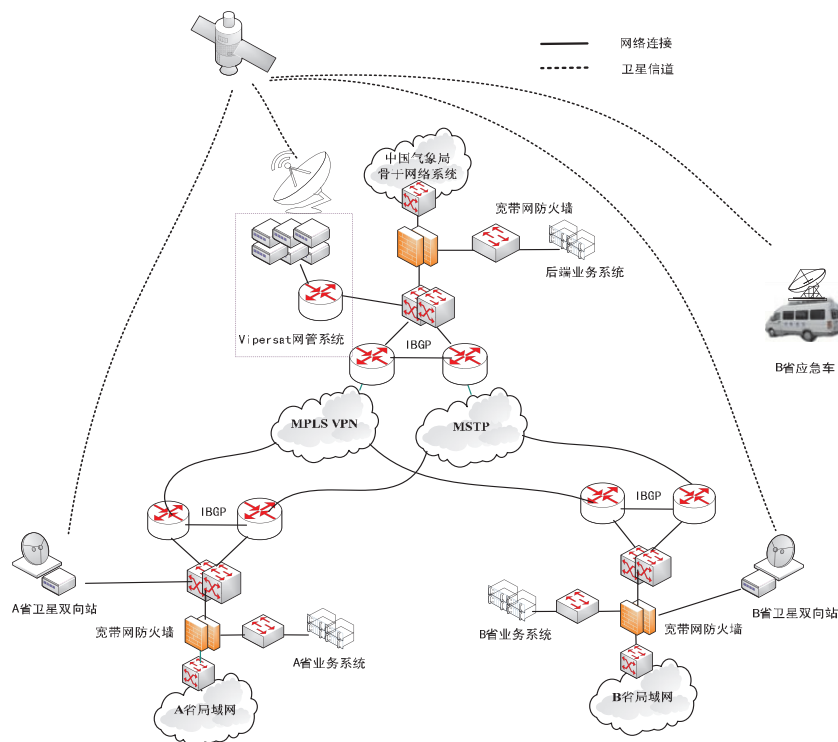 网络连接
卫星信道
中国气象局
骨干网络系统
宽带网防火墙
后端业务系统
Vipersat网管系统
IBGP
B省应急车
MPLS VPN
MSTP
IBGP
IBGP
A省卫星双向站
B省卫星双向站
宽带网防火墙
A省业务系统
B省业务系统
宽带网防火墙
A省局域网
B省局域网